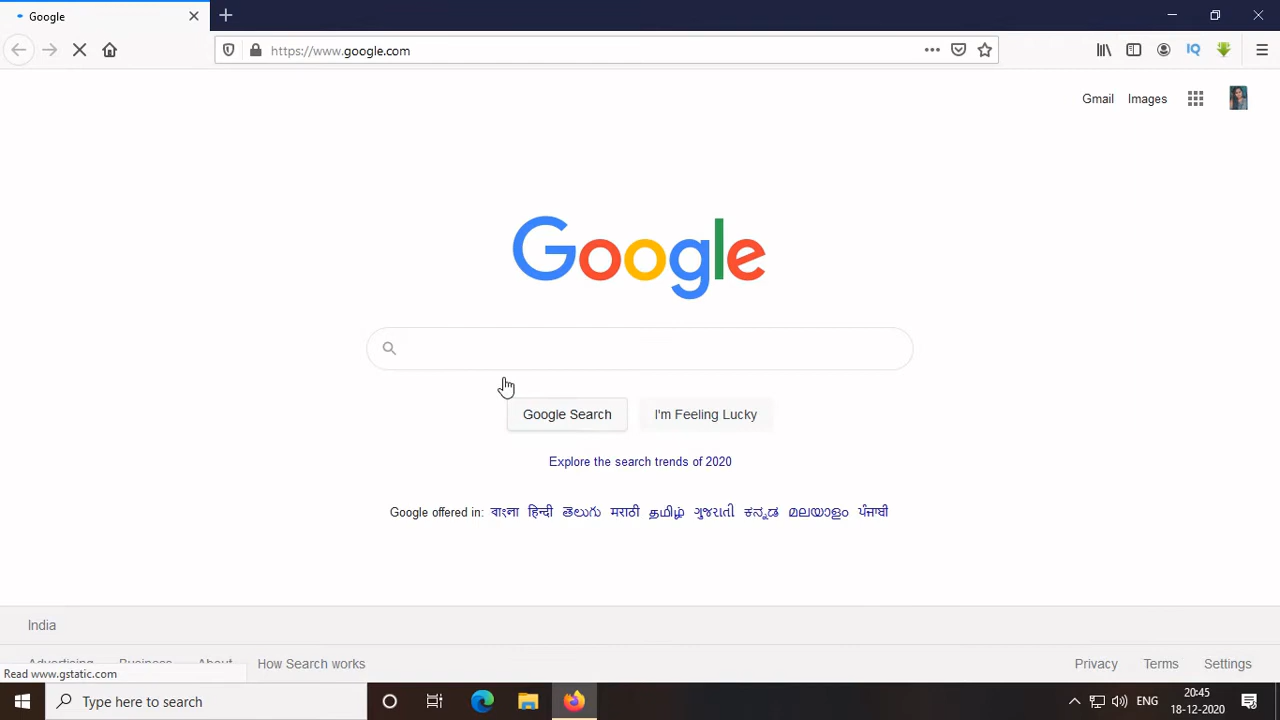 Google
https://www.google.com
IQ
Gmail Images
Google
Google Search I'm Feeling Lucky
Explore the search trends of 2020
Google offered in: বাংলা हिन्दी తెలుగు मराठी தமிழ் ગુજરાતી ಕನ್ನಡ മലയാളം ਪੰਜਾਬੀ
India
Advertising Business About How Search works Privacy Terms Settings
Read www.gstatic.com
Type here to search ENG 20:45
18-12-2020